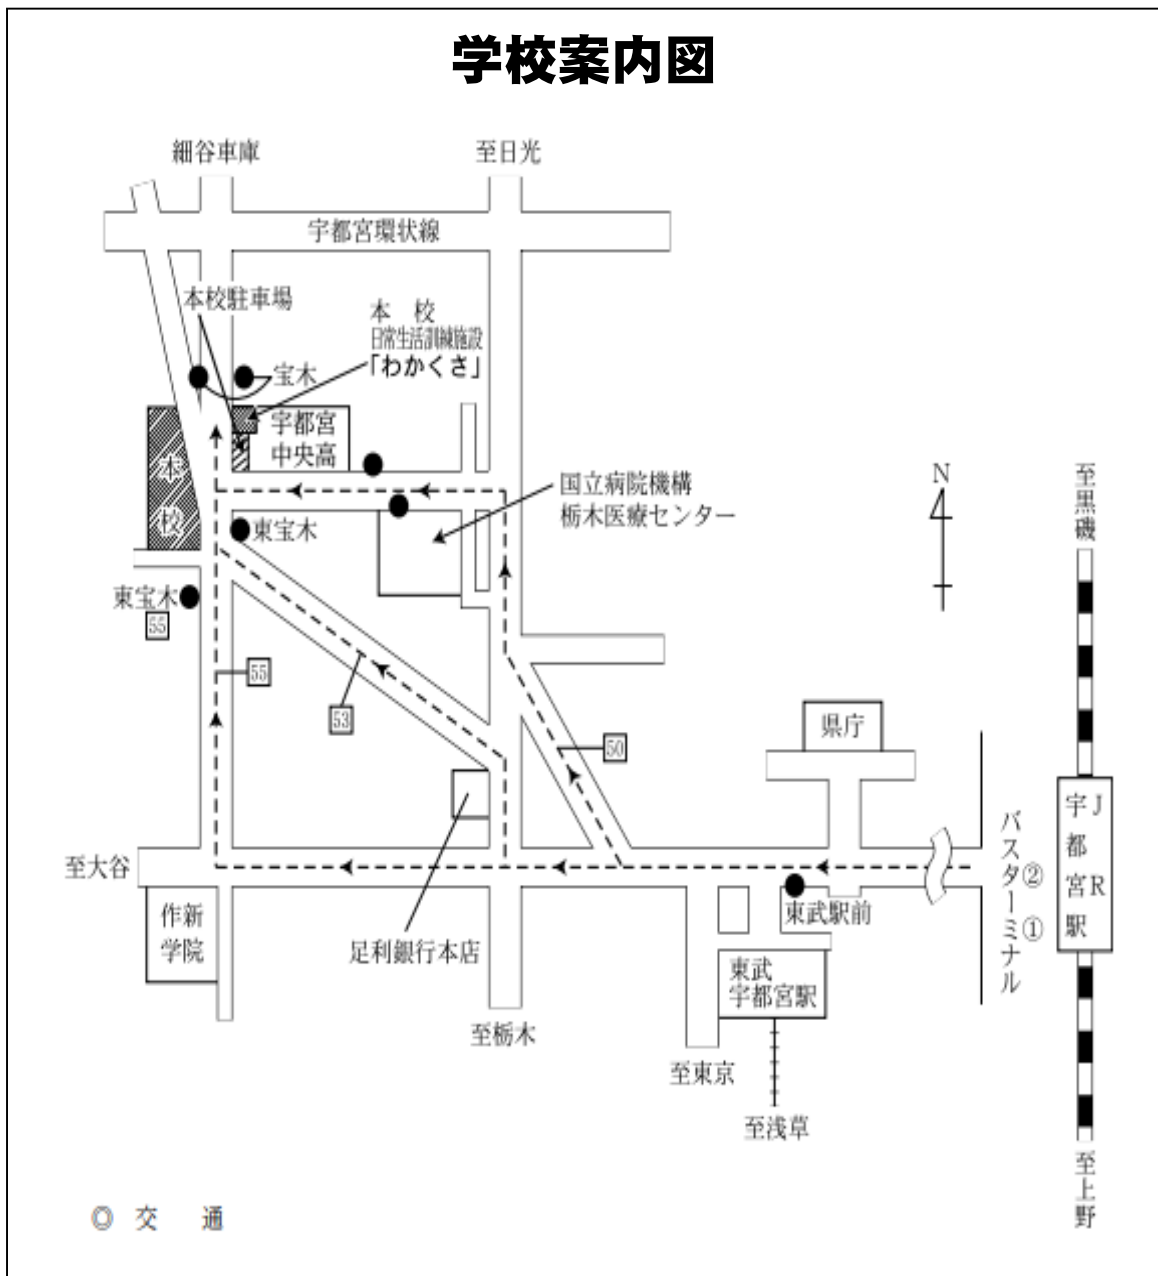 学校案内図
細谷車庫
至日光
宇都宮環状線
本校駐車場
本　校
日常生活訓練施設
「わかくさ」
宝木
宇都宮
中央高
本校
国立病院機構
栃木医療センター
N
至黒磯
東宝木
東宝木
55
55
53
50
県庁
JR
宇都宮駅
バスターミナル
②
①
至大谷
東武駅前
作新
学院
足利銀行本店
東武
宇都宮駅
至栃木
至東京
至浅草
至上野
◎　交　　通